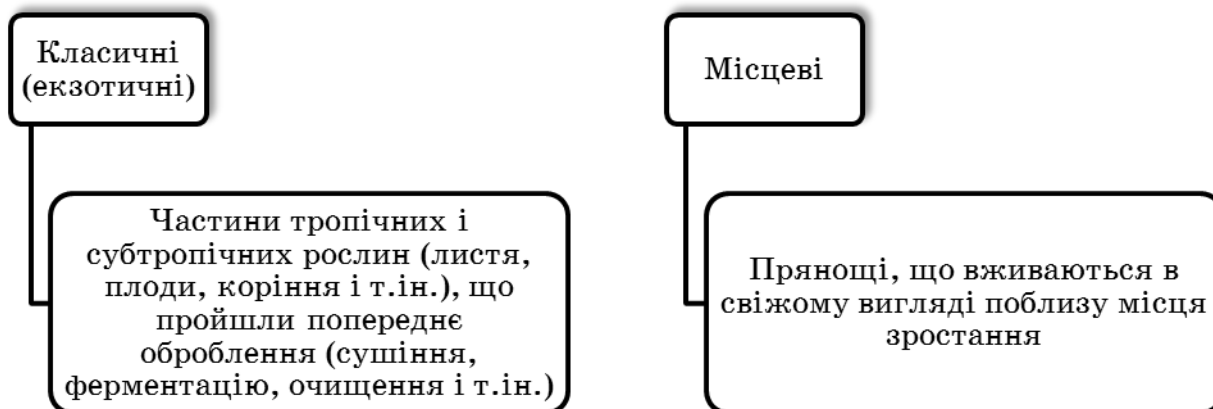 Класичні
(екзотичні)
Частини тропічних і
субтропічних рослин (листя,
плоди, коріння і т.ін.), що
пройшли попереднє
оброблення (сушіння,
ферментацію, очищення і т.ін.)
Місцеві
Прянощі, що вживаються в
свіжому вигляді поблизу місця
зростання